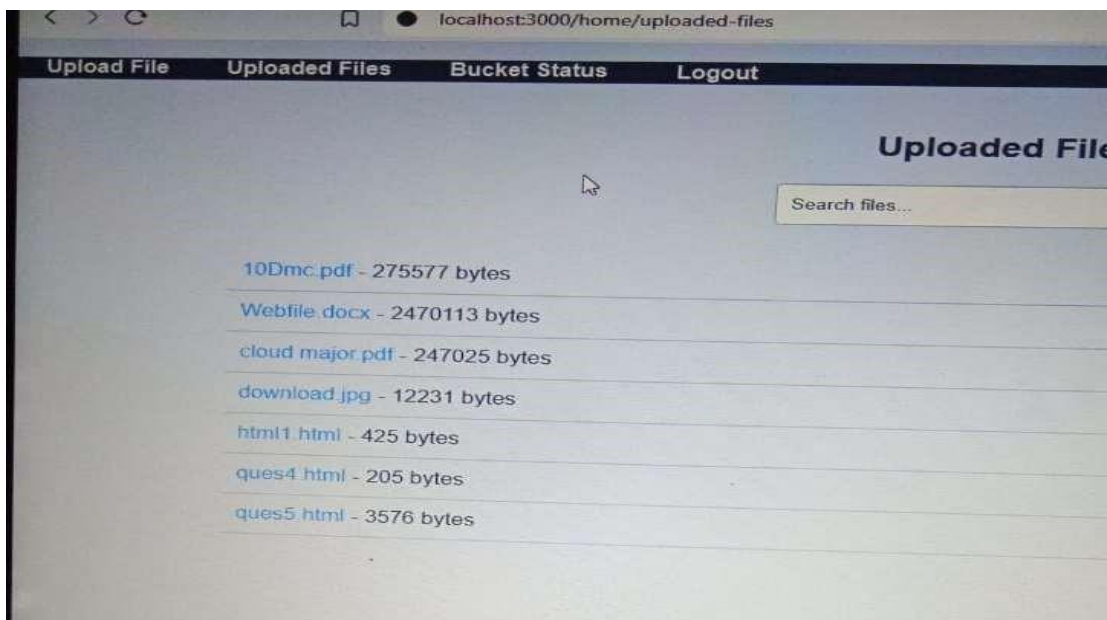 localhost:3000/home/uploaded-files
Upload File Uploaded Files Bucket Status Logout
Uploaded File
Search files...
10Dmc.pdf - 275577 bytes
Webfile.docx - 2470113 bytes
cloud major.pdf - 247025 bytes
download.jpg - 12231 bytes
html1.html - 425 bytes
ques4.html - 205 bytes
ques5.html - 3576 bytes